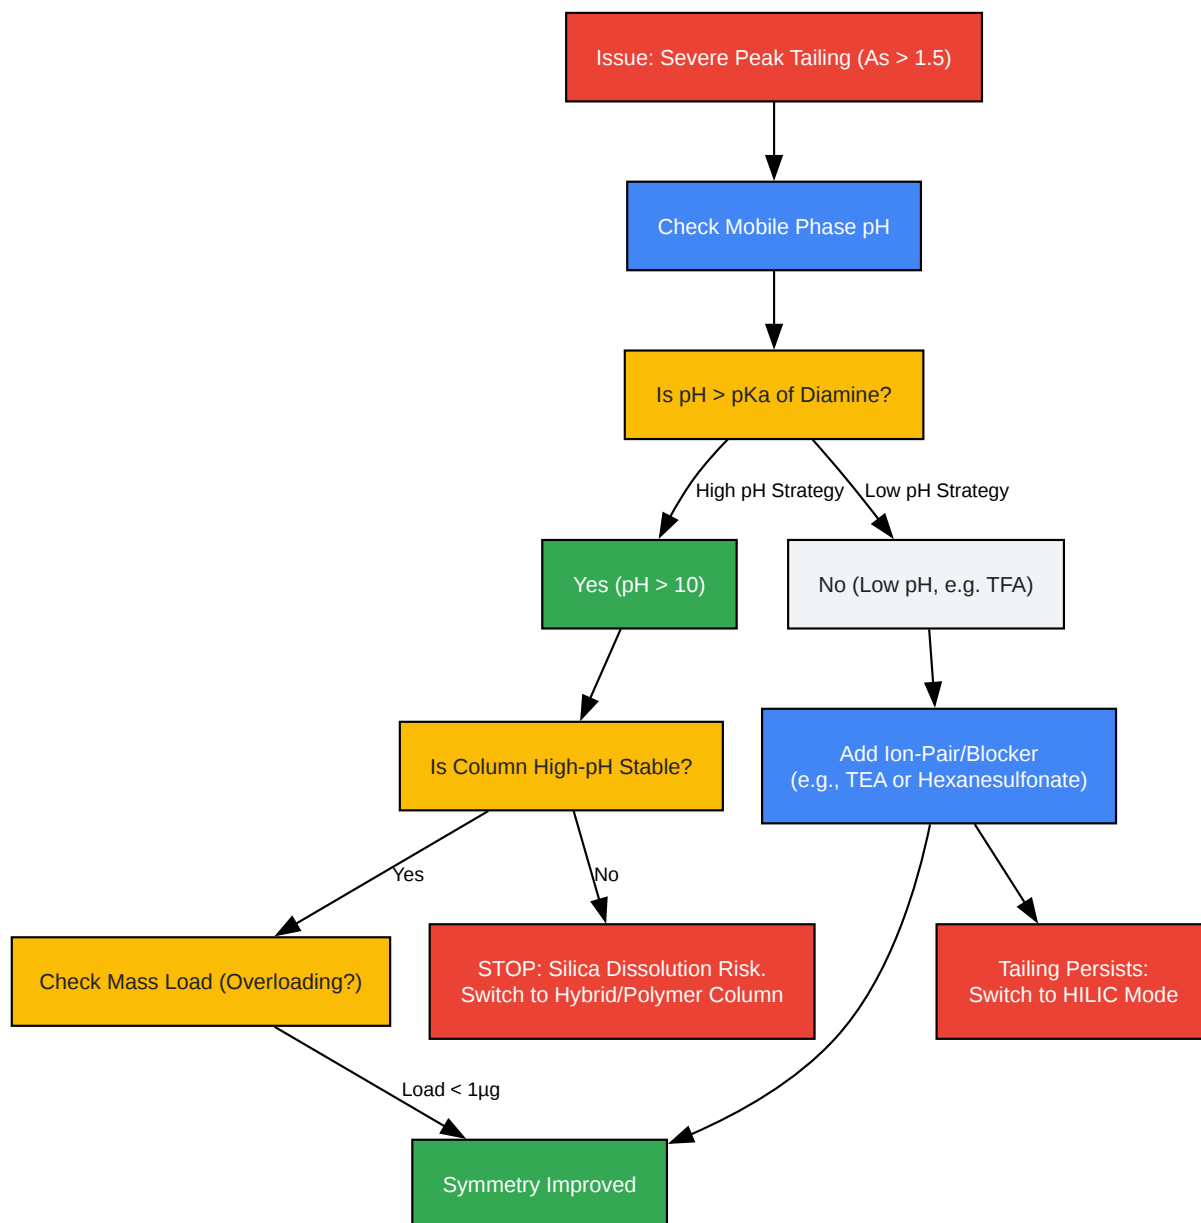 Issue: Severe Peak Tailing (As > 1.5)
Check Mobile Phase pH
Is pH > pKa of Diamine?
High pH Strategy
Low pH Strategy
Yes (pH > 10)
No (Low pH, e.g. TFA)
Is Column High-pH Stable?
Add Ion-Pair/Blocker
(e.g., TEA or Hexanesulfonate)
Yes
No
Check Mass Load (Overloading?)
STOP: Silica Dissolution Risk.
Switch to Hybrid/Polymer Column
Tailing Persists:
Switch to HILIC Mode
Load < 1µg
Symmetry Improved